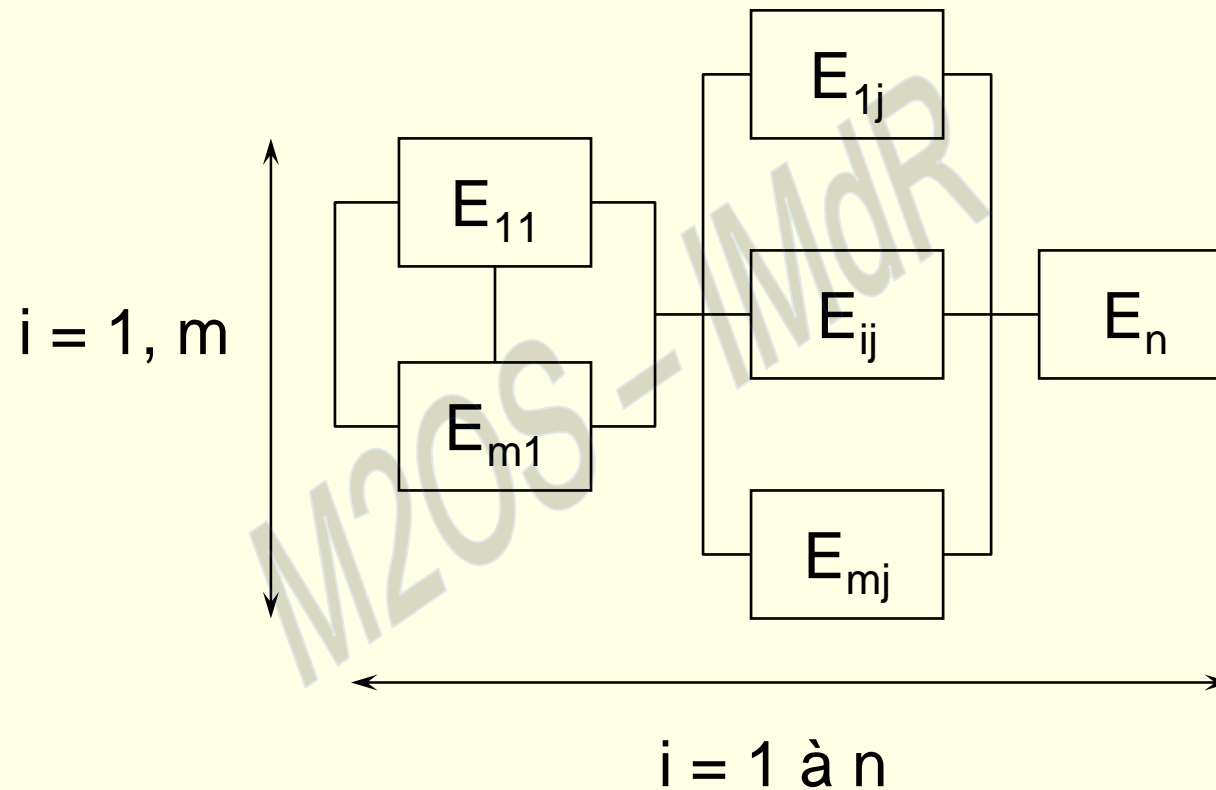 E1j
E11
i = 1, m
Eij
En
Em1
Emj
M2OS – IMdR
i = 1 à n